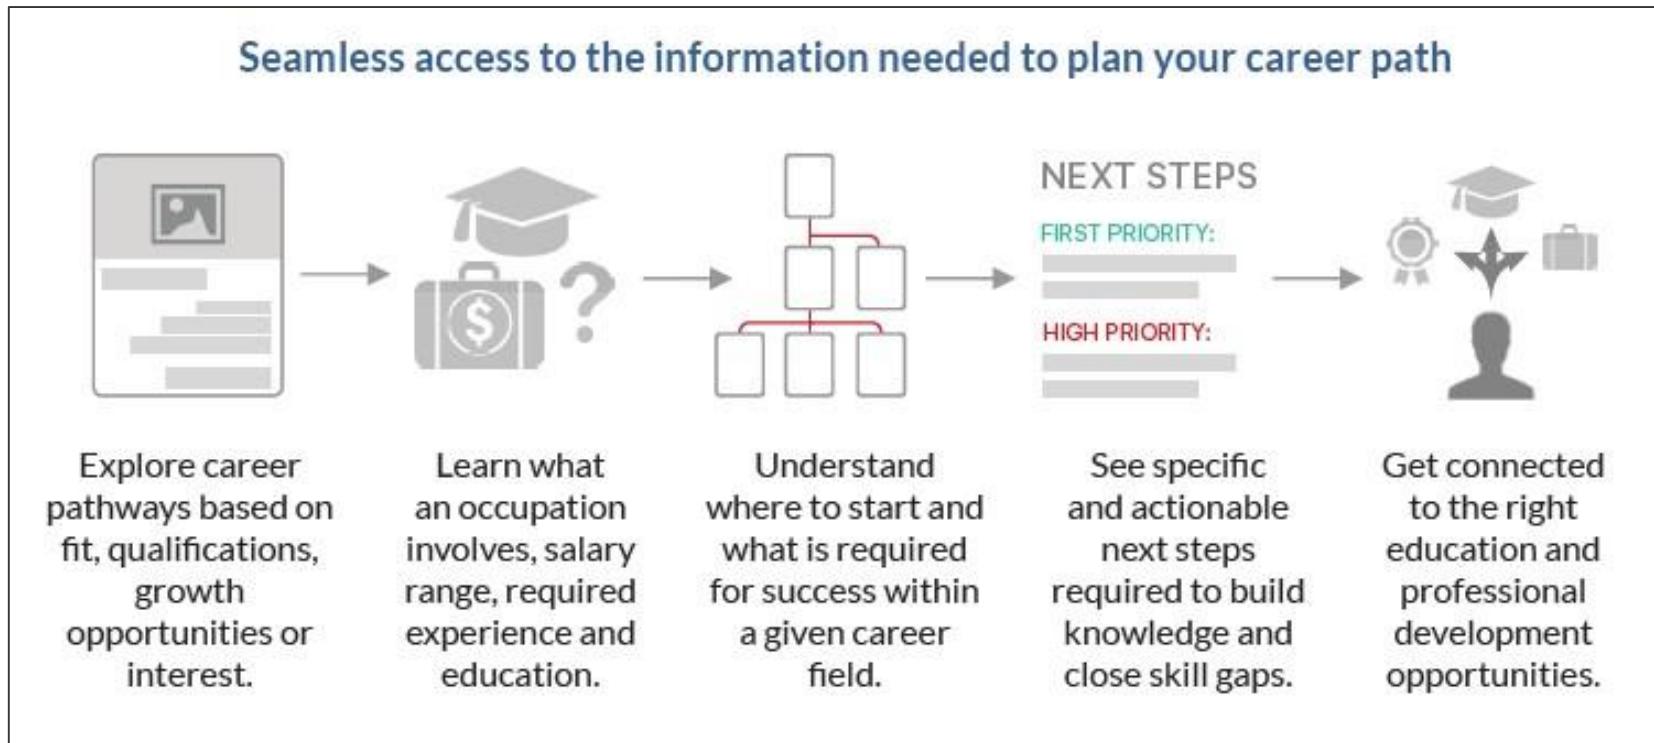 Seamless access to the information needed to plan your career path
$
?
NEXT STEPS
FIRST PRIORITY:
HIGH PRIORITY:
Explore career
pathways based on
fit, qualifications,
growth
opportunities or
interest.
Learn what
an occupation
involves, salary
range, required
experience and
education.
Understand
where to start and
what is required
for success within
a given career
field.
See specific
and actionable
next steps
required to build
knowledge and
close skill gaps.
Get connected
to the right
education and
professional
development
opportunities.